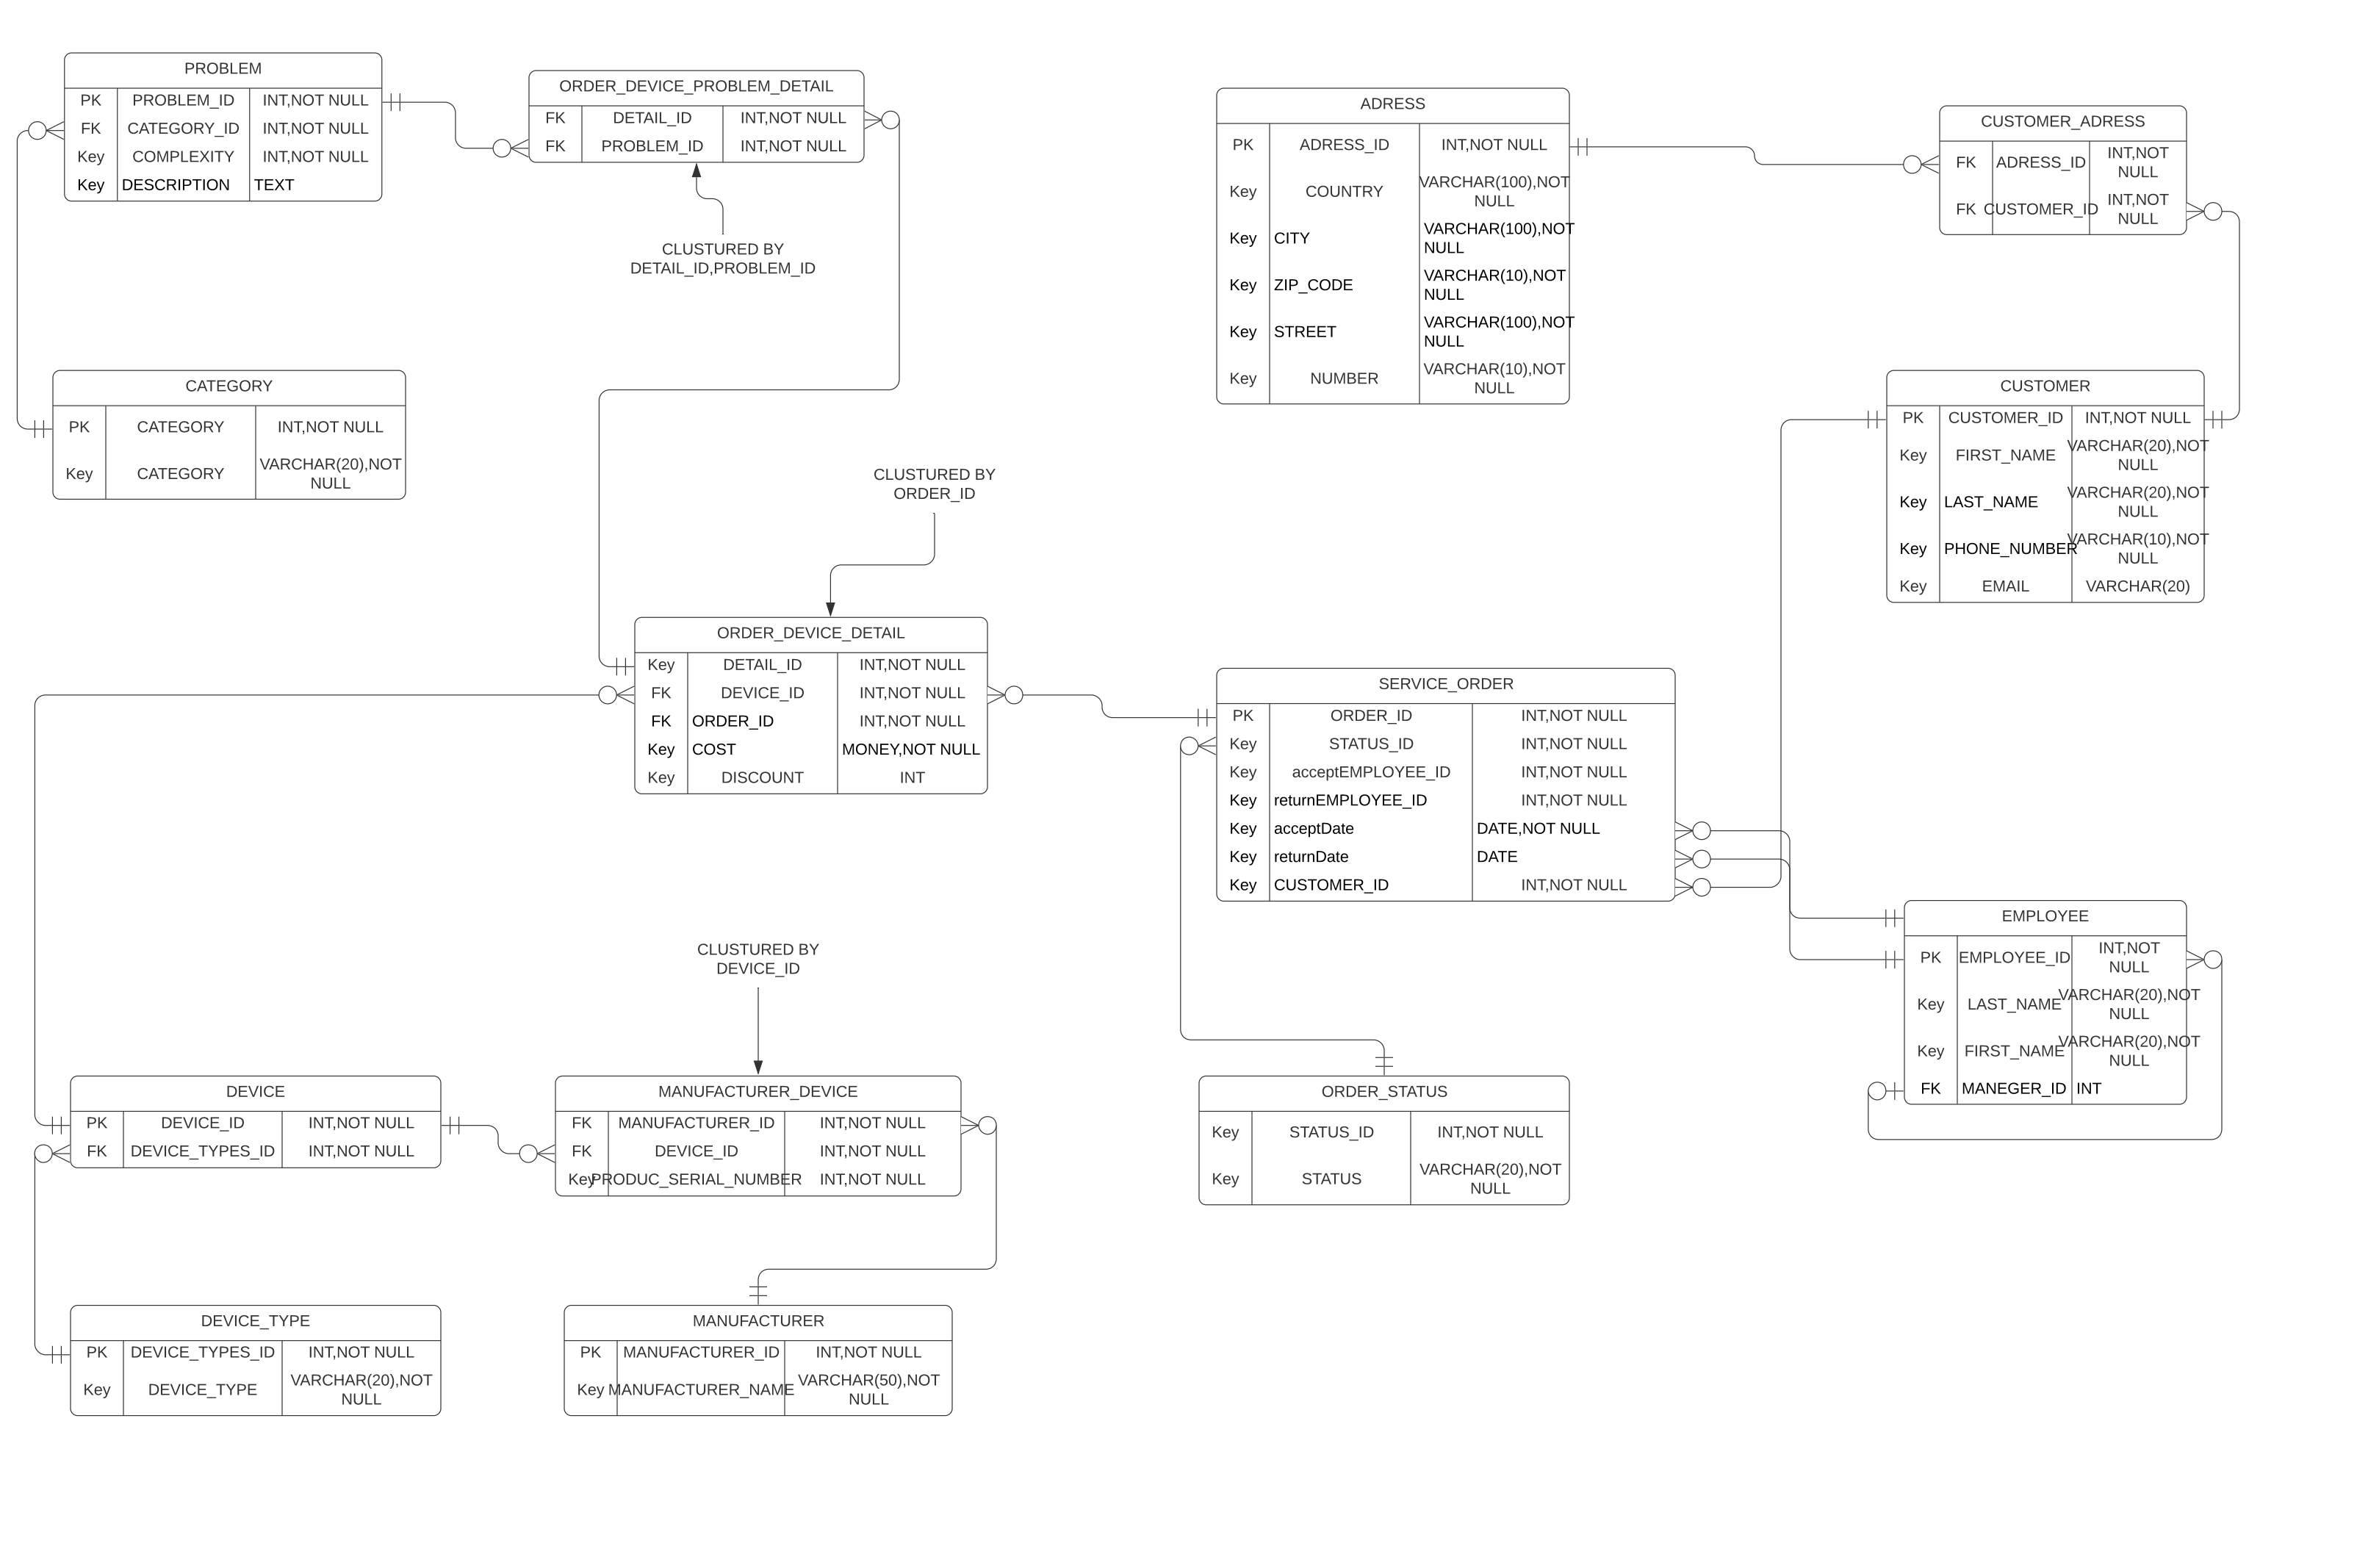 PROBLEM
PK PROBLEM_ID INT,NOT NULL
FK CATEGORY_ID INT,NOT NULL
Key COMPLEXITY INT,NOT NULL
Key DESCRIPTION TEXT
ORDER_DEVICE_PROBLEM_DETAIL
FK DETAIL_ID INT,NOT NULL
FK PROBLEM_ID INT,NOT NULL
CLUSTURED BY
DETAIL_ID,PROBLEM_ID
ADRESS
PK ADRESS_ID INT,NOT NULL
Key COUNTRY VARCHAR(100),NOT
NULL
Key CITY VARCHAR(100),NOT
NULL
Key ZIP_CODE VARCHAR(10),NOT
NULL
Key STREET VARCHAR(100),NOT
NULL
Key NUMBER VARCHAR(10),NOT
NULL
CUSTOMER_ADRESS
FK ADRESS_ID INT,NOT
NULL
FK CUSTOMER_ID INT,NOT
NULL
CATEGORY
PK CATEGORY INT,NOT NULL
Key CATEGORY VARCHAR(20),NOT
NULL
CUSTOMER
PK CUSTOMER_ID INT,NOT NULL
Key FIRST_NAME VARCHAR(20),NOT
NULL
Key LAST_NAME VARCHAR(20),NOT
NULL
Key PHONE_NUMBER VARCHAR(10),NOT
NULL
Key EMAIL VARCHAR(20)
CLUSTURED BY
ORDER_ID
ORDER_DEVICE_DETAIL
Key DETAIL_ID INT,NOT NULL
FK DEVICE_ID INT,NOT NULL
FK ORDER_ID INT,NOT NULL
Key COST MONEY,NOT NULL
Key DISCOUNT INT
SERVICE_ORDER
PK ORDER_ID INT,NOT NULL
Key STATUS_ID INT,NOT NULL
Key acceptEMPLOYEE_ID INT,NOT NULL
Key returnEMPLOYEE_ID INT,NOT NULL
Key acceptDate DATE,NOT NULL
Key returnDate DATE
Key CUSTOMER_ID INT,NOT NULL
EMPLOYEE
PK EMPLOYEE_ID INT,NOT
NULL
Key LAST_NAME VARCHAR(20),NOT
NULL
Key FIRST_NAME VARCHAR(20),NOT
NULL
FK MANEGER_ID INT
CLUSTURED BY
DEVICE_ID
DEVICE
PK DEVICE_ID INT,NOT NULL
FK DEVICE_TYPES_ID INT,NOT NULL
MANUFACTURER_DEVICE
FK MANUFACTURER_ID INT,NOT NULL
FK DEVICE_ID INT,NOT NULL
Key PRODUC_SERIAL_NUMBER INT,NOT NULL
ORDER_STATUS
Key STATUS_ID INT,NOT NULL
Key STATUS VARCHAR(20),NOT
NULL
DEVICE_TYPE
PK DEVICE_TYPES_ID INT,NOT NULL
Key DEVICE_TYPE VARCHAR(20),NOT
NULL
MANUFACTURER
PK MANUFACTURER_ID INT,NOT NULL
Key MANUFACTURER_NAME VARCHAR(50),NOT
NULL